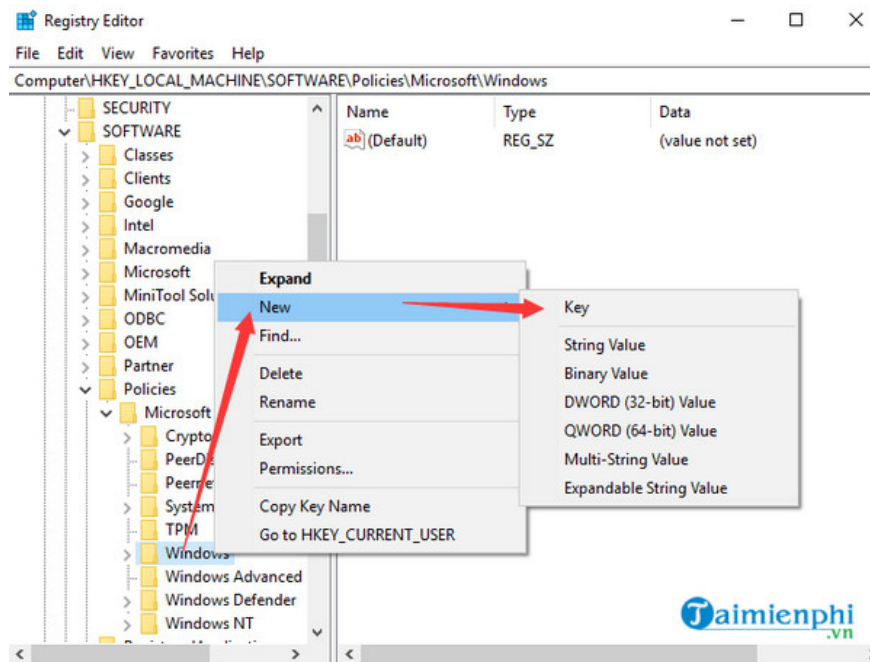 Registry Editor
File Edit View Favorites Help
Computer\HKEY_LOCAL_MACHINE\SOFTWARE\Policies\Microsoft\Windows
SECURITY
SOFTWARE
Classes
Clients
Google
Intel
Macromedia
Microsoft
MiniTool
ODBC
OEM
Partner
Policies
Microsoft
System
TPM
Windows
Windows Advanced
Windows Defender
Windows NT
Name Type Data
(Default) REG_SZ (value not set)
Expand
New
Find...
Delete
Rename
Export
Permissions...
Copy Key Name
Go to HKEY_CURRENT_USER
Key
String Value
Binary Value
DWORD (32-bit) Value
QWORD (64-bit) Value
Multi-String Value
Expandable String Value
Taimienphi
.vn